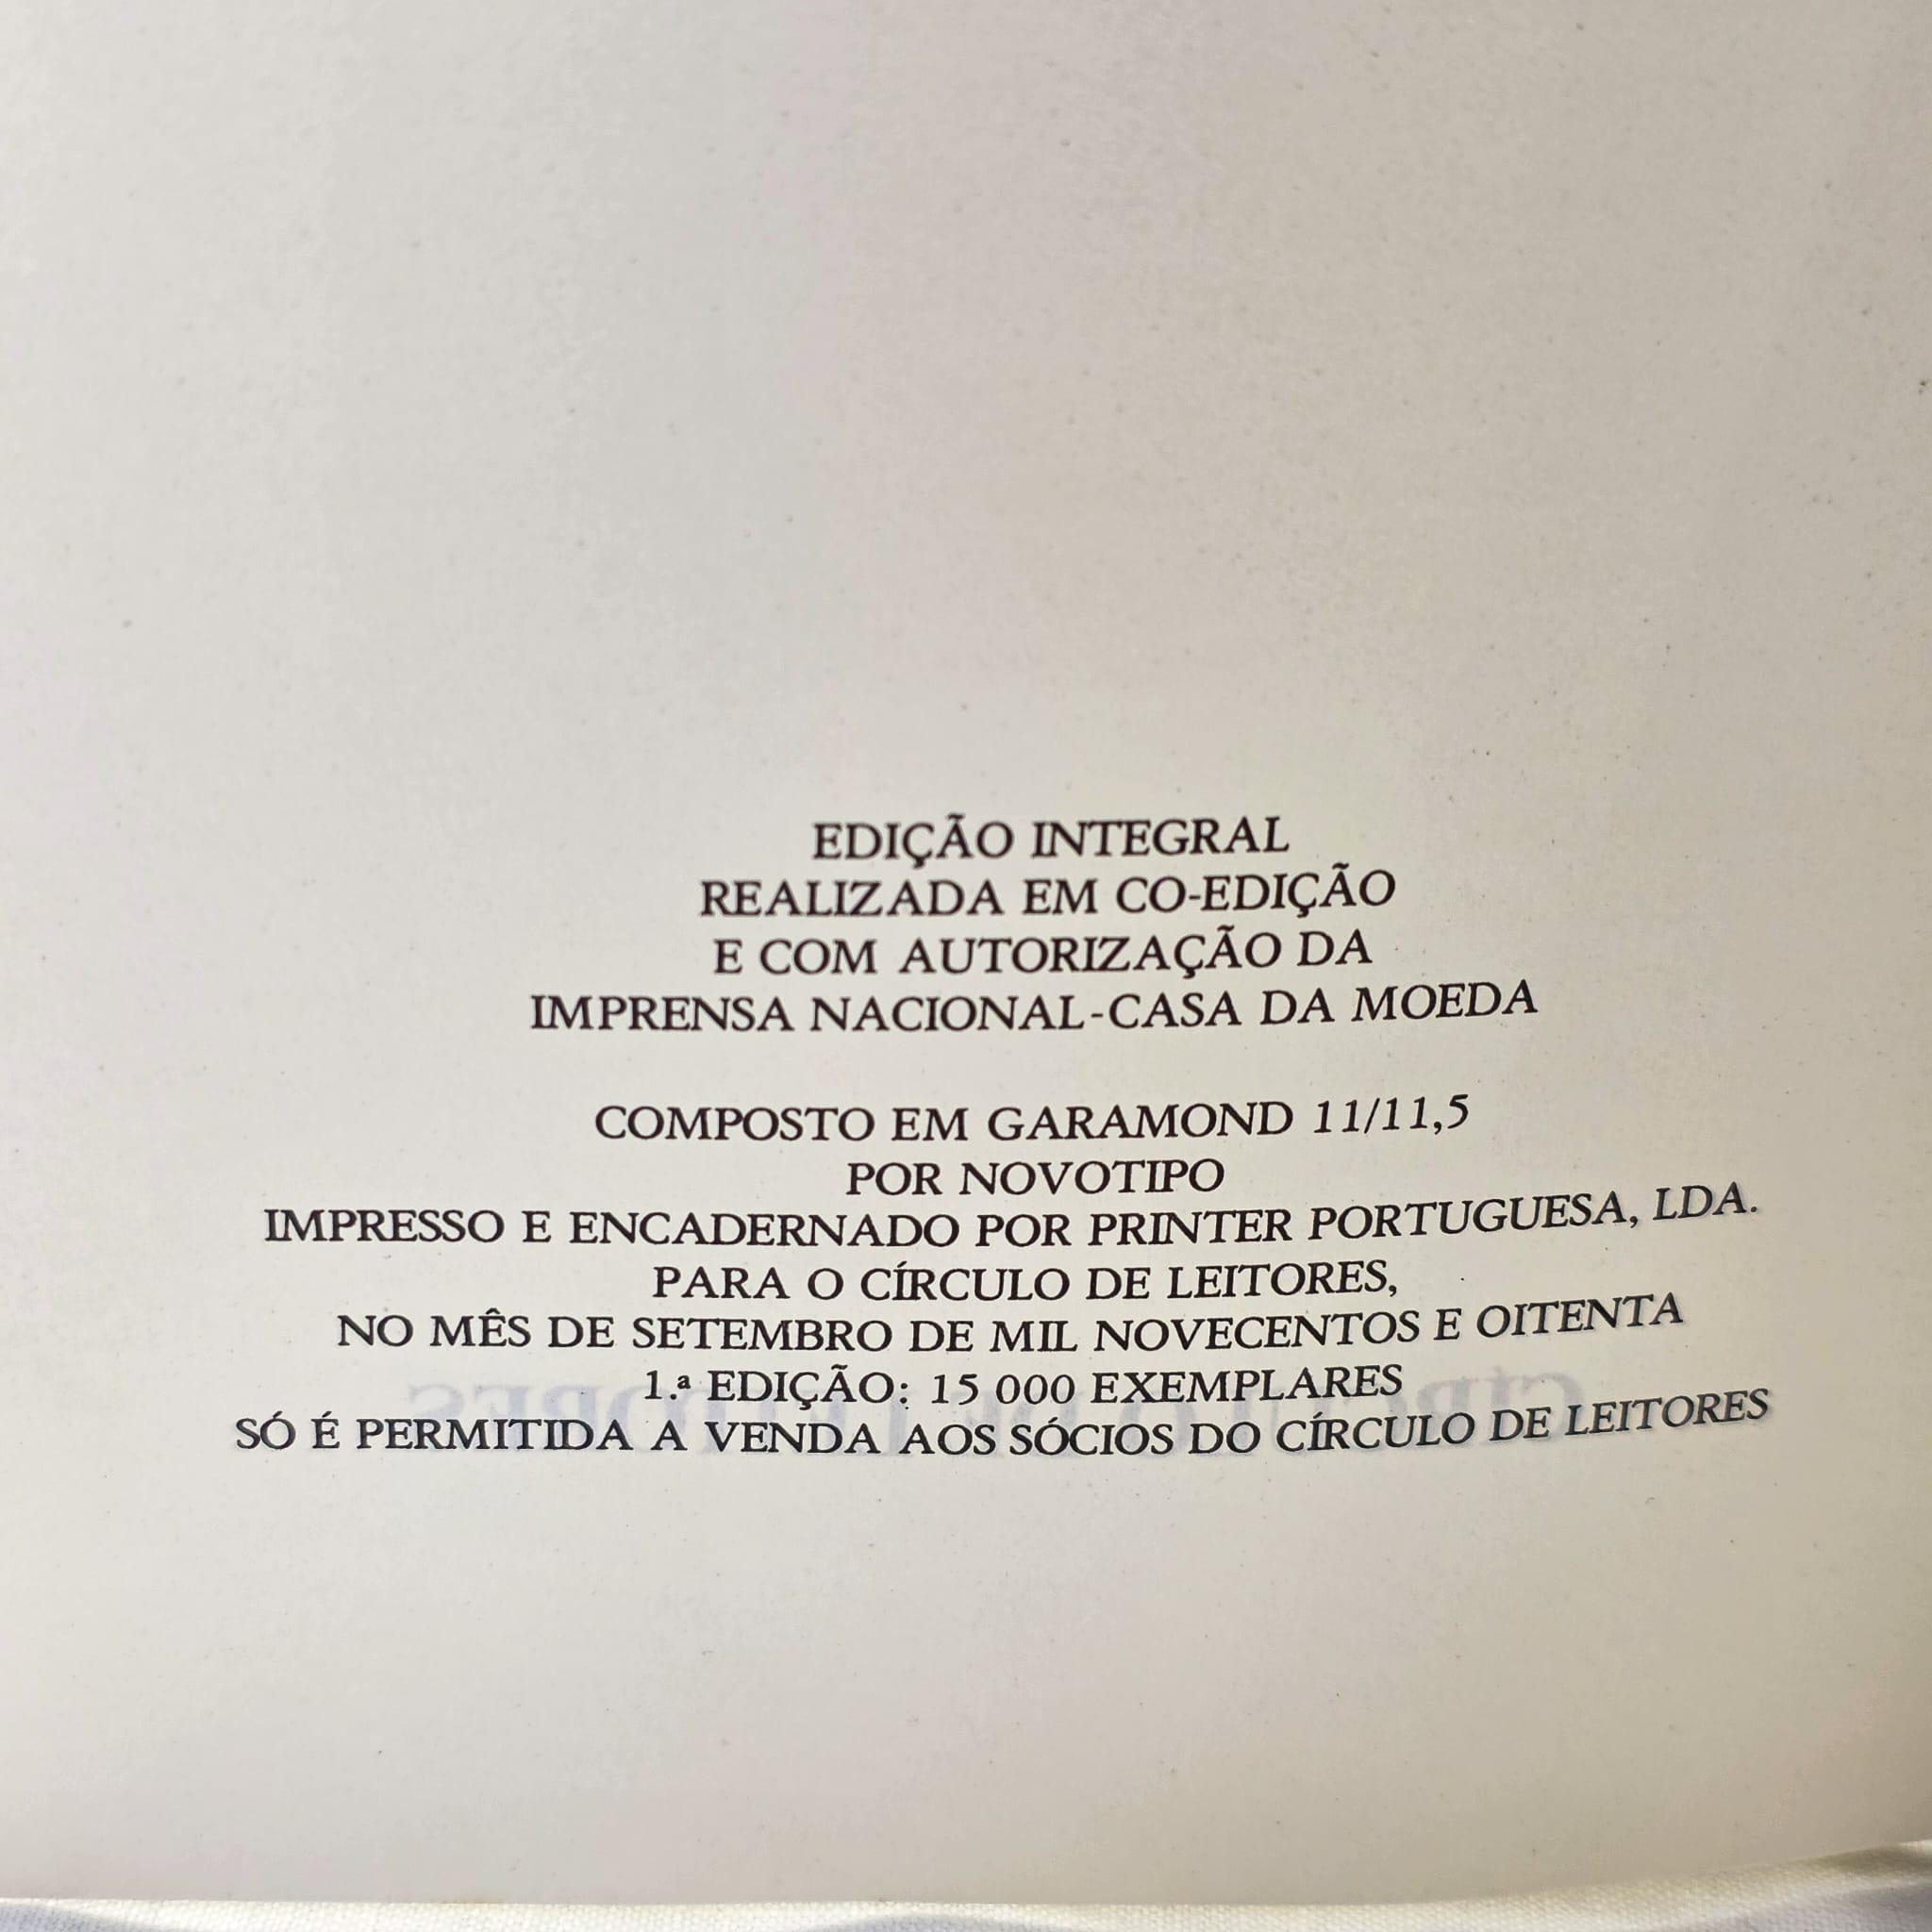 EDIÇÃO INTEGRAL
REALIZADA EM CO-EDIÇÃO
E COM AUTORIZAÇÃO DA
IMPRENSA NACIONAL-CASA DA MOEDA
COMPOSTO EM GARAMOND 11/11,5
POR NOVOTIPO
IMPRESSO E ENCADERNADO POR PRINTER PORTUGUESA, LDA.
PARA O CÍRCULO DE LEITORES,
NO MÊS DE SETEMBRO DE MIL NOVECENTOS E OITENTA
1.ª EDIÇÃO: 15 000 EXEMPLARES
SÓ É PERMITIDA A VENDA AOS SÓCIOS DO CÍRCULO DE LEITORES